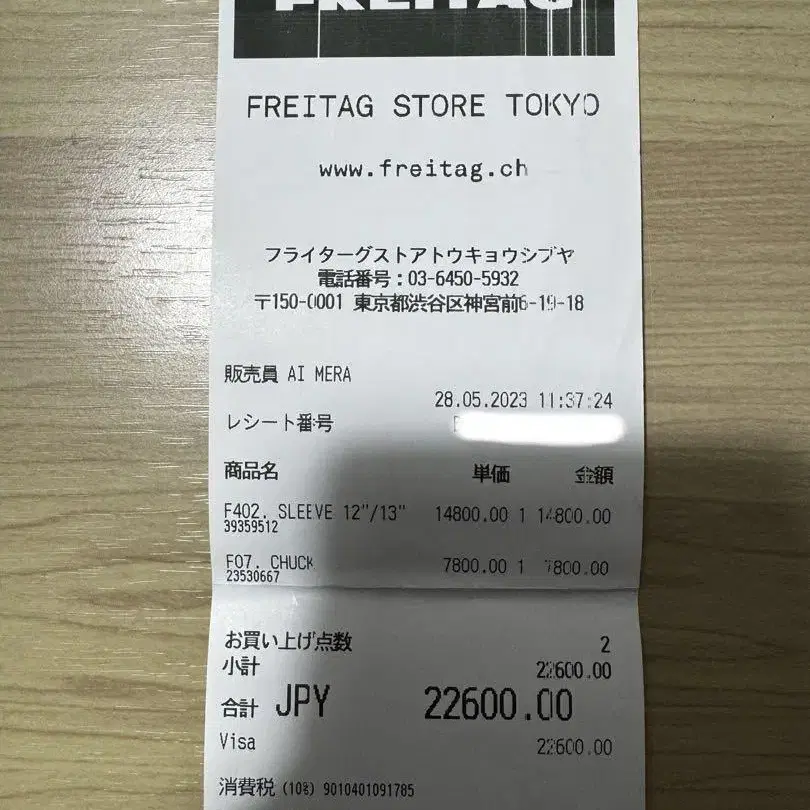 FREITAG
FREITAG STORE TOKYO
www.freitag.ch
フライターグストアトウキョウシブヤ
電話番号：03-6450-5932
〒150-0001 東京都渋谷区神宮前6-19-18
販売員 AI MERA
28.05.2023 11:37:24
レシート番号
商品名 単価 金額
F402. SLEEVE 12"/13" 14800.00 1 14800.00
39359512
F07. CHUCK 7800.00 1 7800.00
23530667
お買い上げ点数 2
小計 22600.00
合計 JPY 22600.00
Visa 22600.00
消費税 (10%) 9010401091785